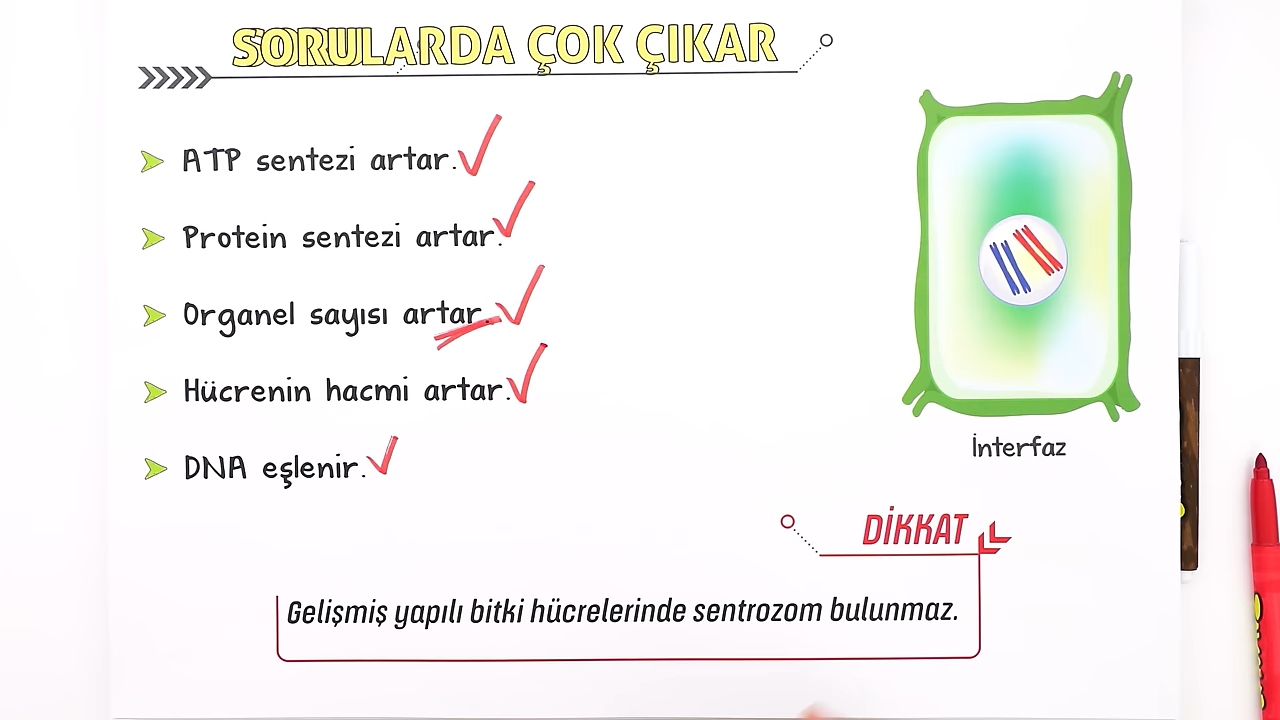 SORULARDA ÇOK ÇIKAR
ATP sentezi artar.
Protein sentezi artar.
Organel sayısı artar.
Hücrenin hacmi artar.
DNA eşlenir.
İnterfaz
DİKKAT
Gelişmiş yapılı bitki hücrelerinde sentrozom bulunmaz.